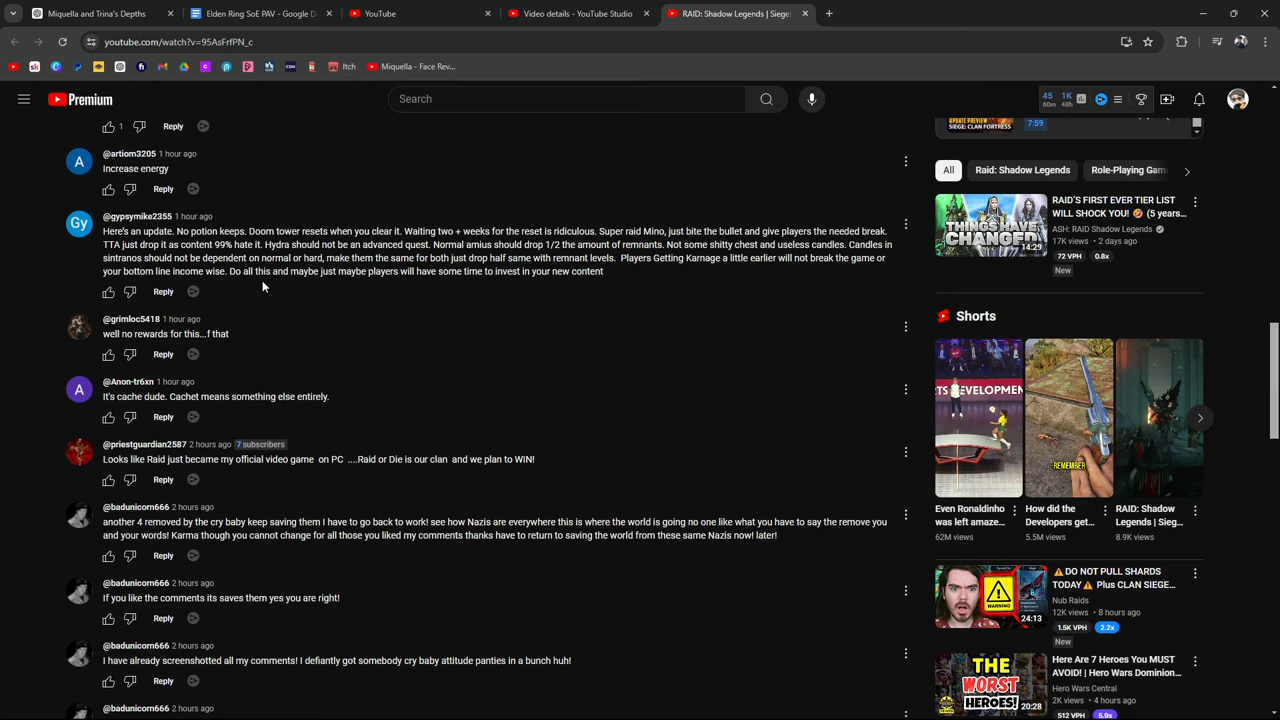 Miquella and Trina's Depths
Elden Ring SoE PAV - Google D
YouTube
Video details - YouTube Studio
RAID: Shadow Legends | Siege:
youtube.com/watch?v=95AsFrfPN_c
Itch
Miquella - Face Rev...
Premium
Search
45 60m
1K 48h
1
Reply
@artiom3205 1 hour ago
Increase energy
Reply
@gypsymike2355 1 hour ago
Here's an update. No potion keeps. Doom tower resets when you clear it. Waiting two + weeks for the reset is ridiculous. Super raid Mino, just bite the bullet and give players the needed break.
TTA just drop it as content 99% hate it. Hydra should not be an advanced quest. Normal amius should drop 1/2 the amount of remnants. Not some shitty chest and useless candles. Candles in
sintranos should not be dependent on normal or hard, make them the same for both just drop half same with remnant levels.  Players Getting Karnage a little earlier will not break the game or
your bottom line income wise. Do all this and maybe just maybe players will have some time to invest in your new content
Reply
@grimloc5418 1 hour ago
well no rewards for this...f that
Reply
@Anon-tr6xn 1 hour ago
It's cache dude. Cachet means something else entirely.
Reply
@priestguardian2587 2 hours ago 7 subscribers
Looks like Raid just became my official video game  on PC  ....Raid or Die is our clan  and we plan to WIN!
Reply
@badunicorn666 2 hours ago
another 4 removed by the cry baby keep saving them I have to go back to work! see how Nazis are everywhere this is where the world is going no one like what you have to say the remove you
and your words! Karma though you cannot change for all those you liked my comments thanks have to return to saving the world from these same Nazis now! later!
Reply
@badunicorn666 2 hours ago
If you like the comments its saves them yes you are right!
Reply
@badunicorn666 2 hours ago
I have already screenshotted all my comments! I defiantly got somebody cry baby attitude panties in a bunch huh!
Reply
@badunicorn666 2 hours ago
UPDATE PREVIEW
SIEGE: CLAN FORTRESS
7:59
All
Raid: Shadow Legends
Role-Playing Gam
THINGS HAVE
CHANGED
14:29
RAID'S FIRST EVER TIER LIST
WILL SHOCK YOU! 🤣 (5 years...
ASH: RAID Shadow Legends
17K views • 2 days ago
72 VPH 0.8x
New
Shorts
RTS DEVELOPMEN
REMEMBER
Even Ronaldinho
was left amaze...
62M views
How did the
Developers get...
5.5M views
RAID: Shadow
Legends | Sieg...
8.9K views
WARNING
24:13
⚠️DO NOT PULL SHARDS
TODAY⚠️ Plus CLAN SIEGE...
Nub Raids
12K views • 8 hours ago
1.5K VPH 2.2x
New
THE
WORST
HEROES!
20:28
Here Are 7 Heroes You MUST
AVOID! | Hero Wars Dominion...
Hero Wars Central
2K views • 4 hours ago
512 VPH 5.9x